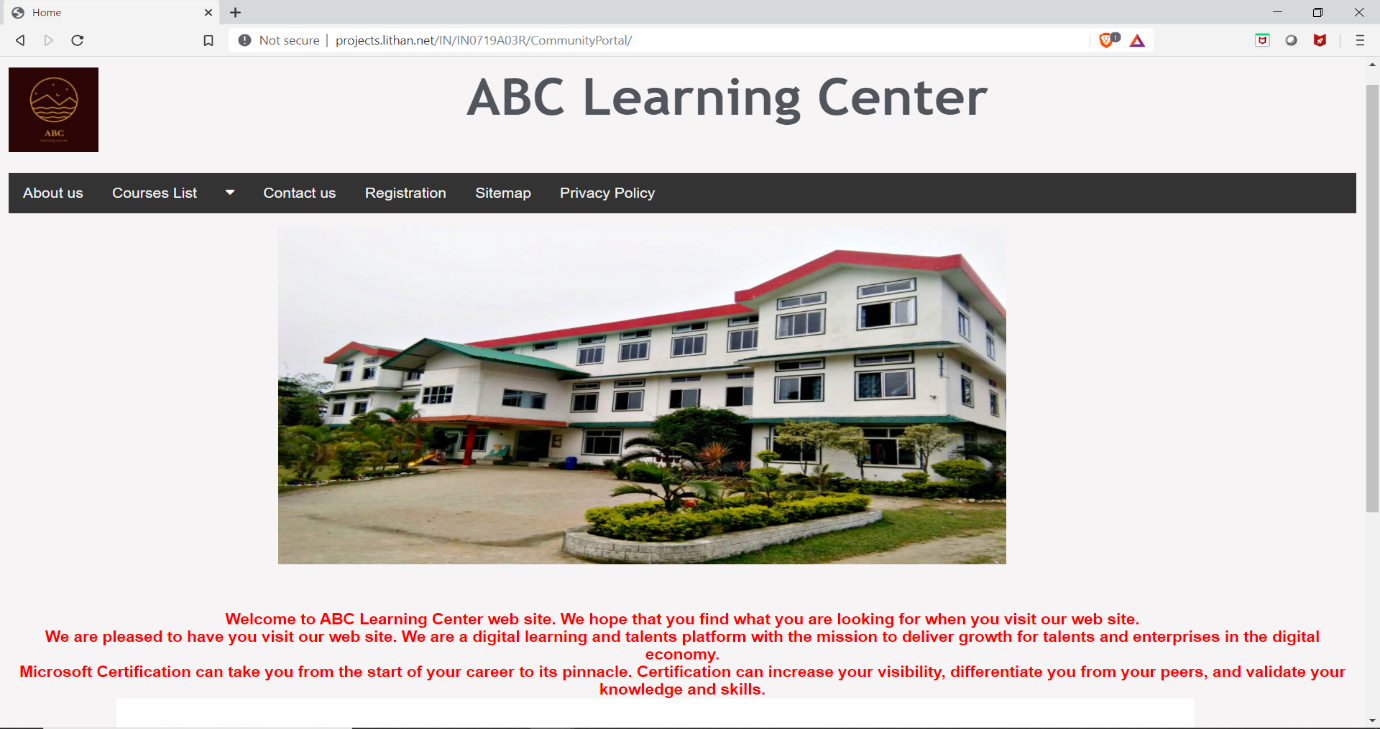 Home
Not secure | projects.lithan.net/IN/IN0719A03R/CommunityPortal/
1
ABC
ABC Learning Center
About us Courses List Contact us Registration Sitemap Privacy Policy
Welcome to ABC Learning Center web site. We hope that you find what you are looking for when you visit our web site.
We are pleased to have you visit our web site. We are a digital learning and talents platform with the mission to deliver growth for talents and enterprises in the digital
economy.
Microsoft Certification can take you from the start of your career to its pinnacle. Certification can increase your visibility, differentiate you from your peers, and validate your
knowledge and skills.